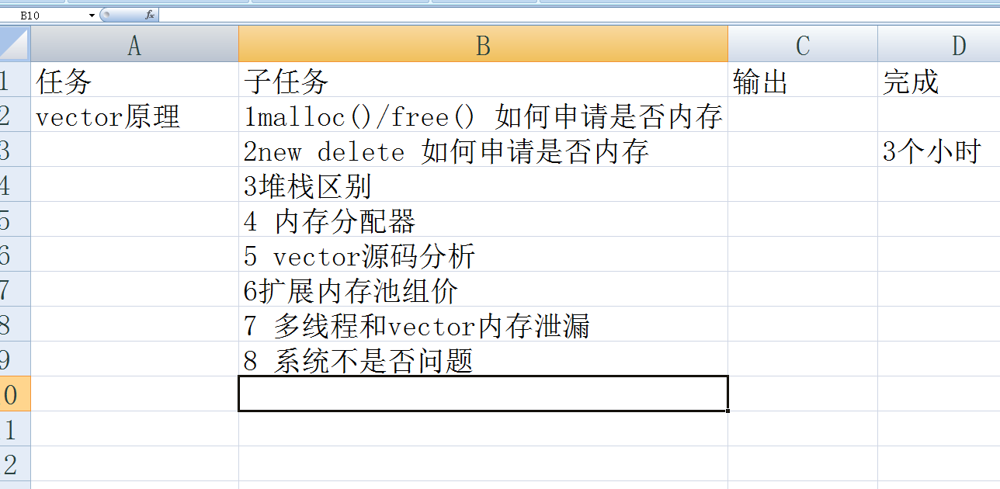 B10 fx
A B C D
1 任务 子任务 输出 完成
2 vector原理 1malloc()/free() 如何申请是否内存
3 2new delete 如何申请是否内存 3个小时
4 3堆栈区别
5 4 内存分配器
6 5 vector源码分析
7 6扩展内存池组价
8 7 多线程和vector内存泄漏
9 8 系统不是否问题
0
1
2